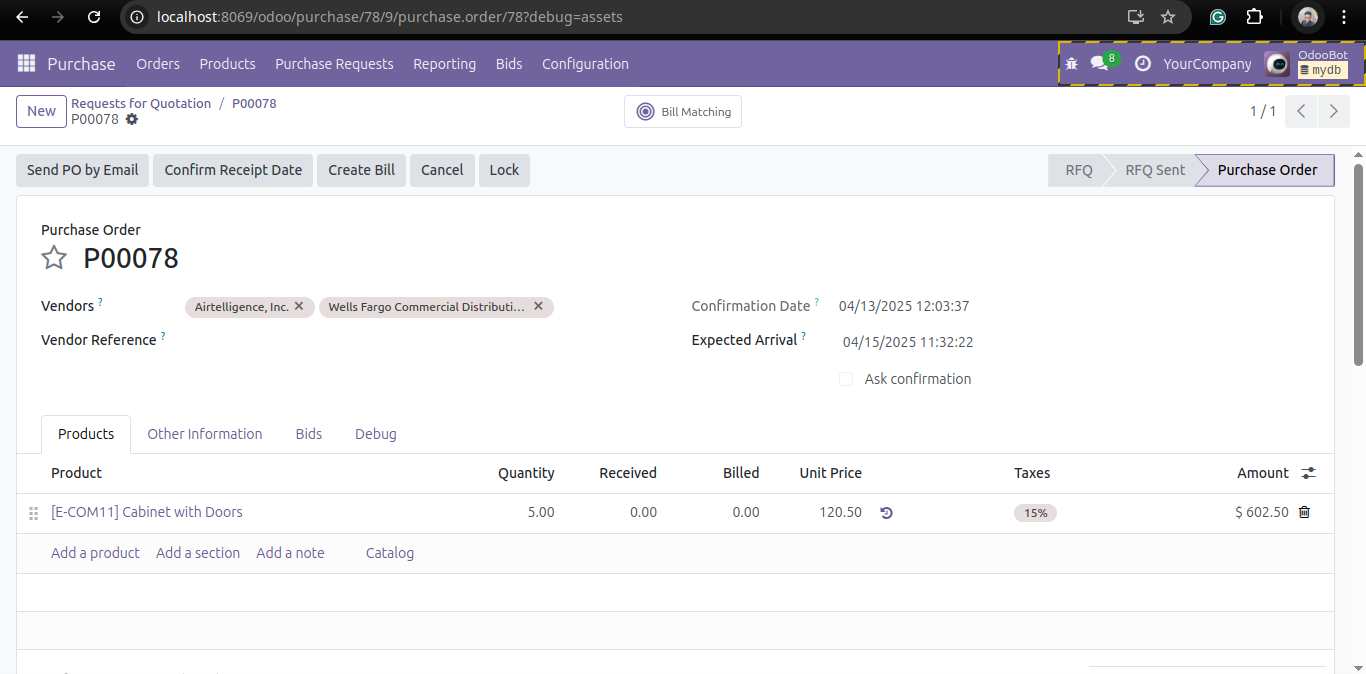 localhost:8069/odoo/purchase/78/9/purchase.order/78?debug=assets
Purchase Orders Products Purchase Requests Reporting Bids Configuration 8 YourCompany OdooBot
mydb
New Requests for Quotation / P00078 Bill Matching 1 / 1
P00078
Send PO by Email Confirm Receipt Date Create Bill Cancel Lock RFQ RFQ Sent Purchase Order
Purchase Order
P00078
Vendors ? Airtelligence, Inc. Wells Fargo Commercial Distributi... Confirmation Date ? 04/13/2025 12:03:37
Vendor Reference ? Expected Arrival ? 04/15/2025 11:32:22
Ask confirmation
Products Other Information Bids Debug
Product Quantity Received Billed Unit Price Taxes Amount
[E-COM11] Cabinet with Doors 5.00 0.00 0.00 120.50 15% $ 602.50
Add a product Add a section Add a note Catalog